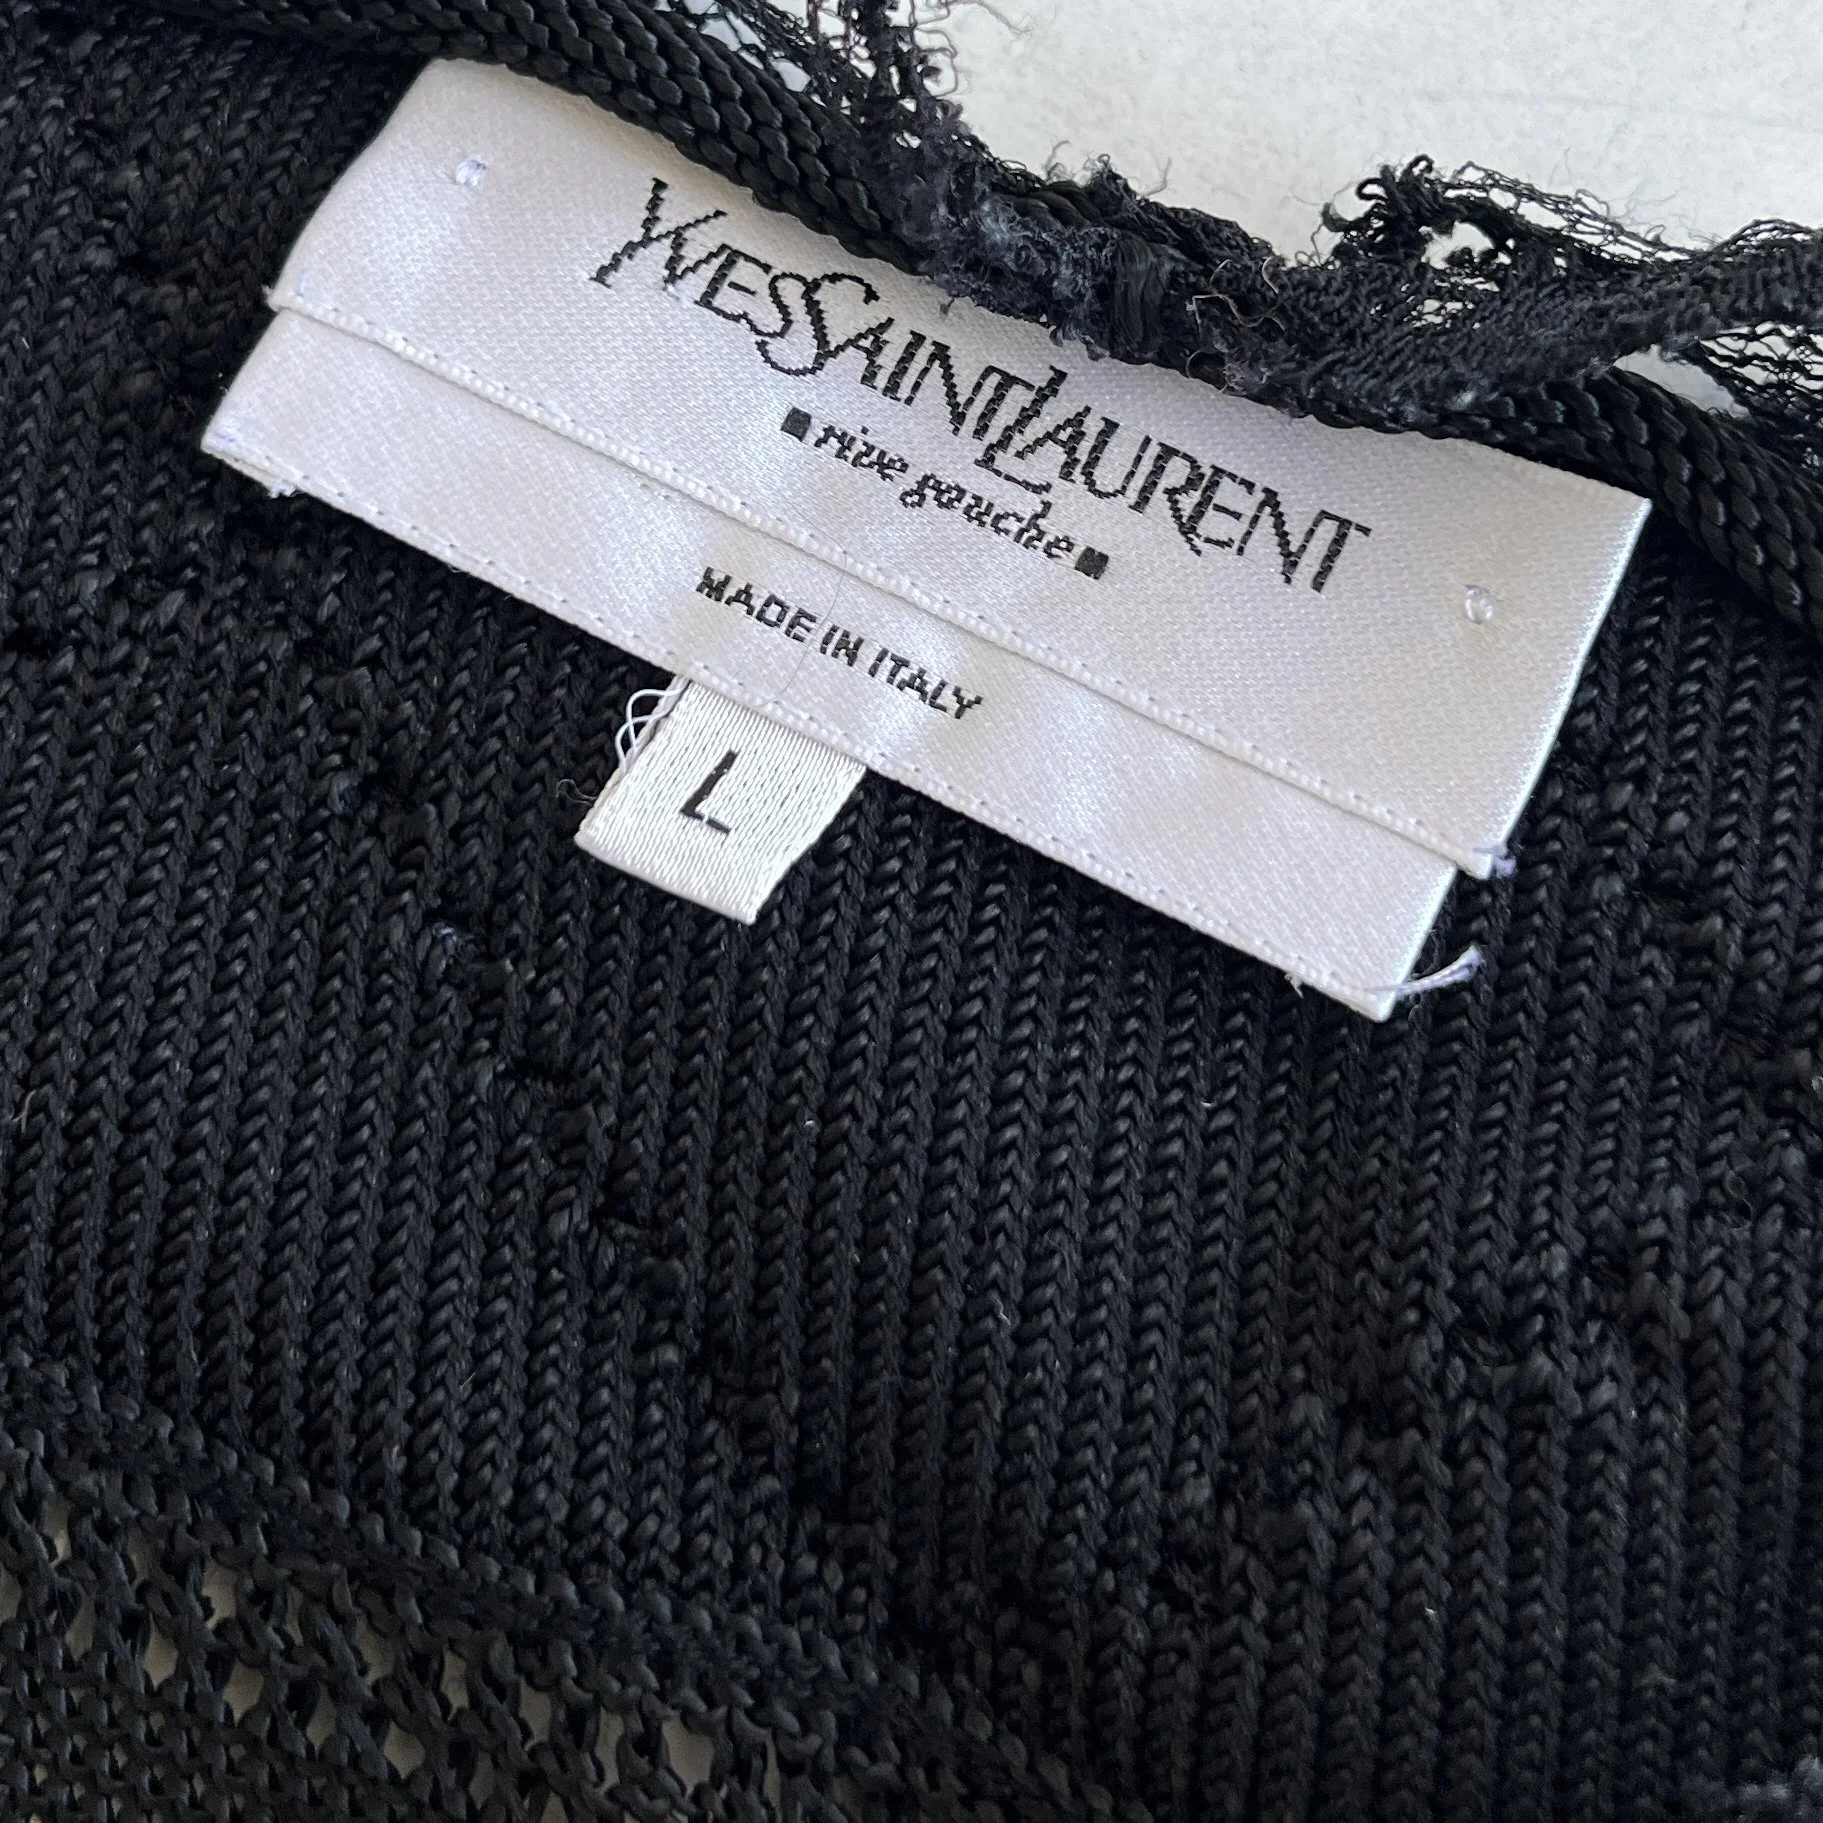 YVESSAINTLAURENT
rive gauche
MADE IN ITALY
L